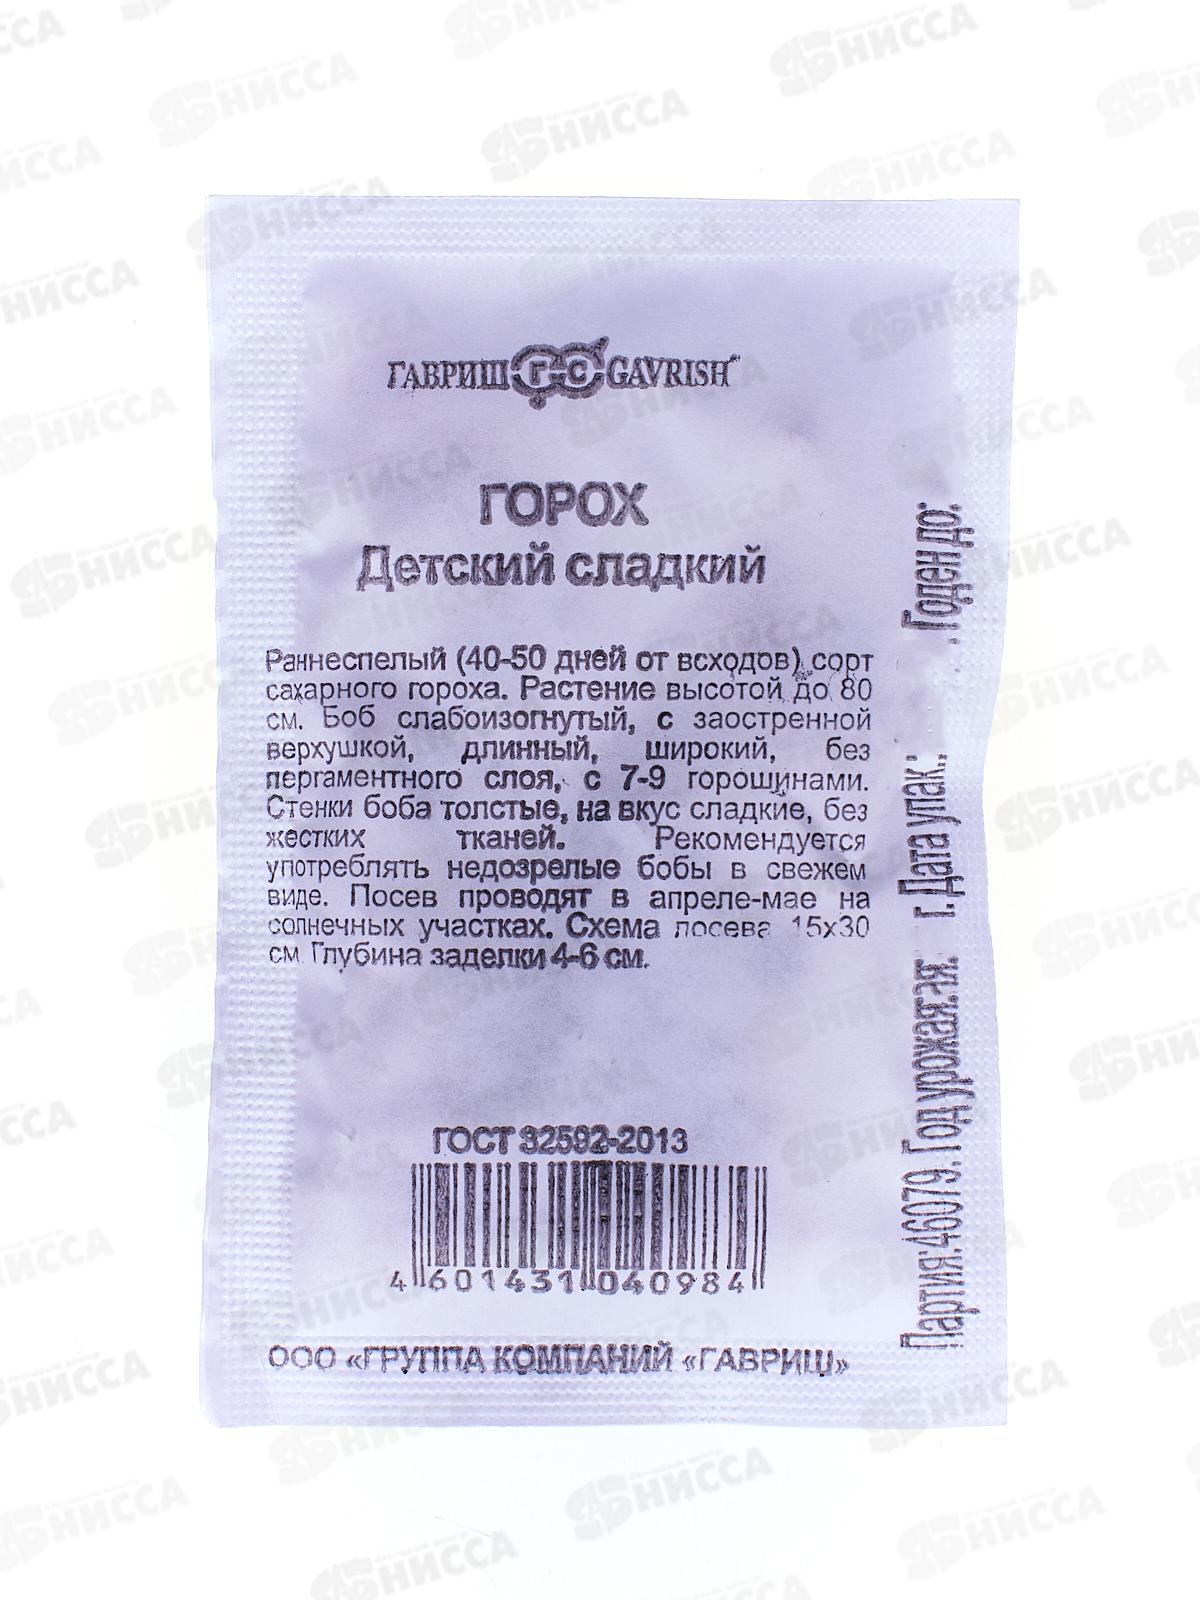 ГАВРИШ ГС GAVRISH
ГОРОХ
Детский сладкий
Раннеспелый (40-50 дней от всходов) сорт
сахарного гороха. Растение высотой до 80
см. Боб слабоизогнутый, с заостренной
верхушкой, длинный, широкий, без
пергаментного слоя, с 7-9 горошинами.
Стенки боба толстые, на вкус сладкие, без
жестких тканей. Рекомендуется
употреблять недозрелые бобы в свежем
виде. Посев проводят в апреле-мае на
солнечных участках. Схема посева 15х30
см. Глубина заделки 4-6 см.
ГОСТ 32592-2013
4 601431 040984
ООО «ГРУППА КОМПАНИЙ «ГАВРИШ»
Партия:46079. Год урожая: г. Дата упак.: . Годен до:
НИССА